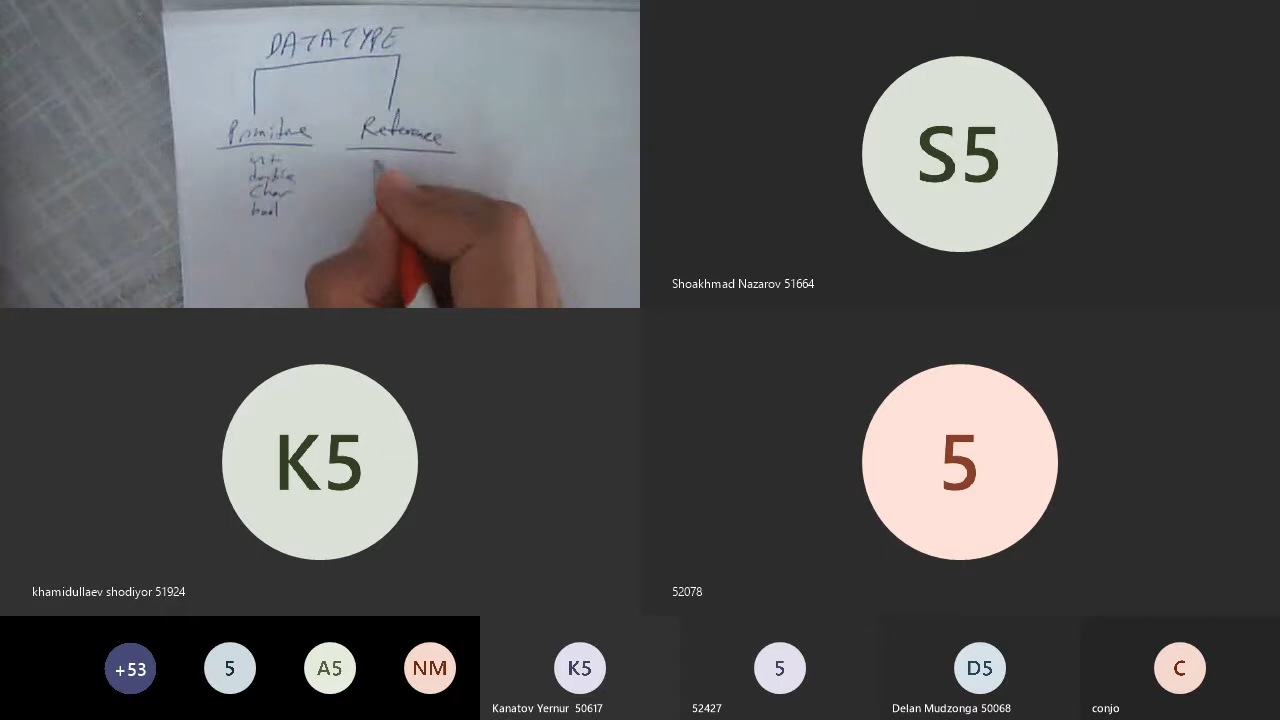 DATATYPE
Primitive
Reference
int
double
Char
bool
S5
Shoakhmad Nazarov 51664
K5
khamidullaev shodiyor 51924
5
52078
+53
5
A5
NM
K5
Kanatov Yernur 50617
5
52427
D5
Delan Mudzonga 50068
C
conjo